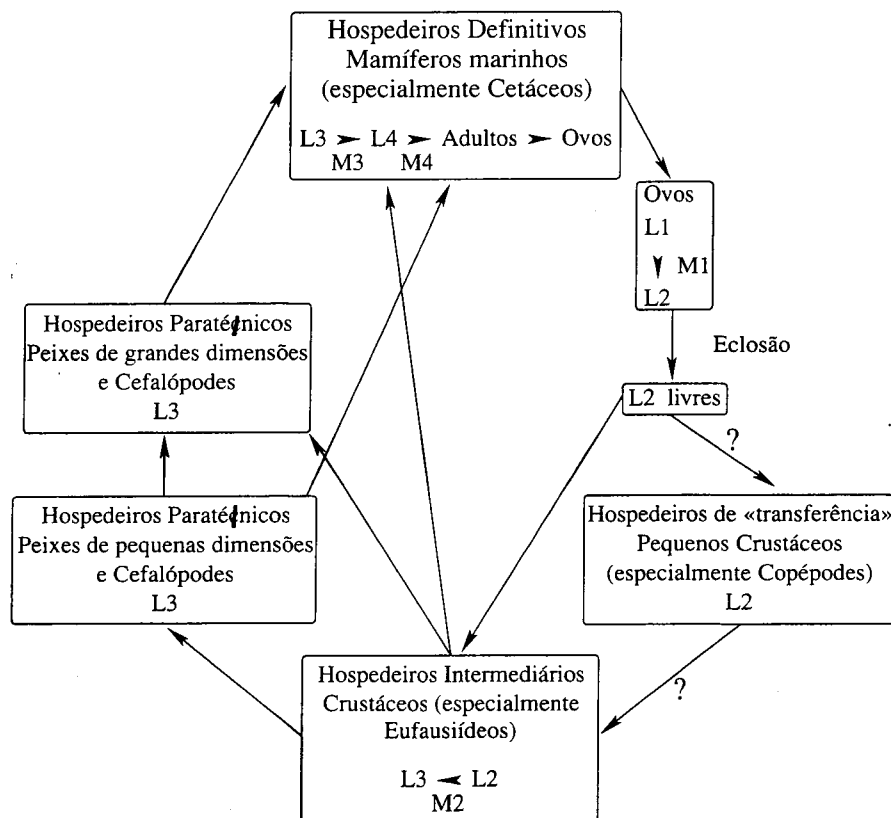 Hospedeiros Definitivos
Mamíferos marinhos
(especialmente Cetáceos)
L3 L4 Adultos Ovos
M3 M4
Ovos
L1
M1
L2
Eclosão
L2 livres
?
Hospedeiros de «transferência»
Pequenos Crustáceos
(especialmente Copépodes)
L2
?
Hospedeiros Paraténicos
Peixes de grandes dimensões
e Cefalópodes
L3
Hospedeiros Paraténicos
Peixes de pequenas dimensões
e Cefalópodes
L3
Hospedeiros Intermediários
Crustáceos (especialmente
Eufausiídeos)
L3 L2
M2